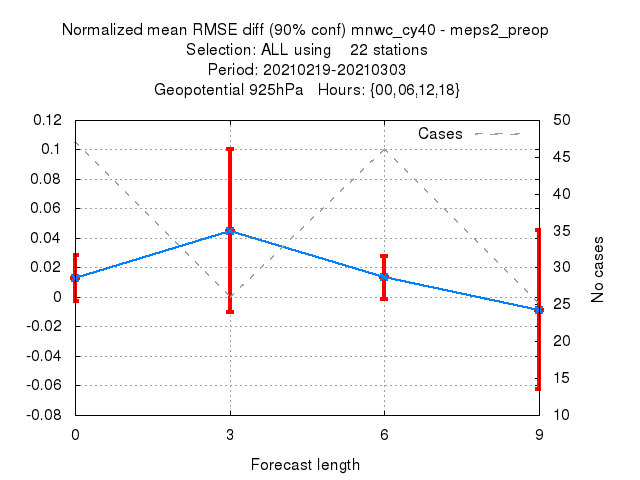 Normalized mean RMSE diff (90% conf) mnwc_cy40 - meps2_preop
Selection: ALL using    22 stations
Period: 20210219-20210303
Geopotential 925hPa   Hours: {00,06,12,18}
Cases
0.12
0.1
0.08
0.06
0.04
0.02
0
-0.02
-0.04
-0.06
-0.08
50
45
40
35
30
25
20
15
10
No cases
0 3 6 9
Forecast length